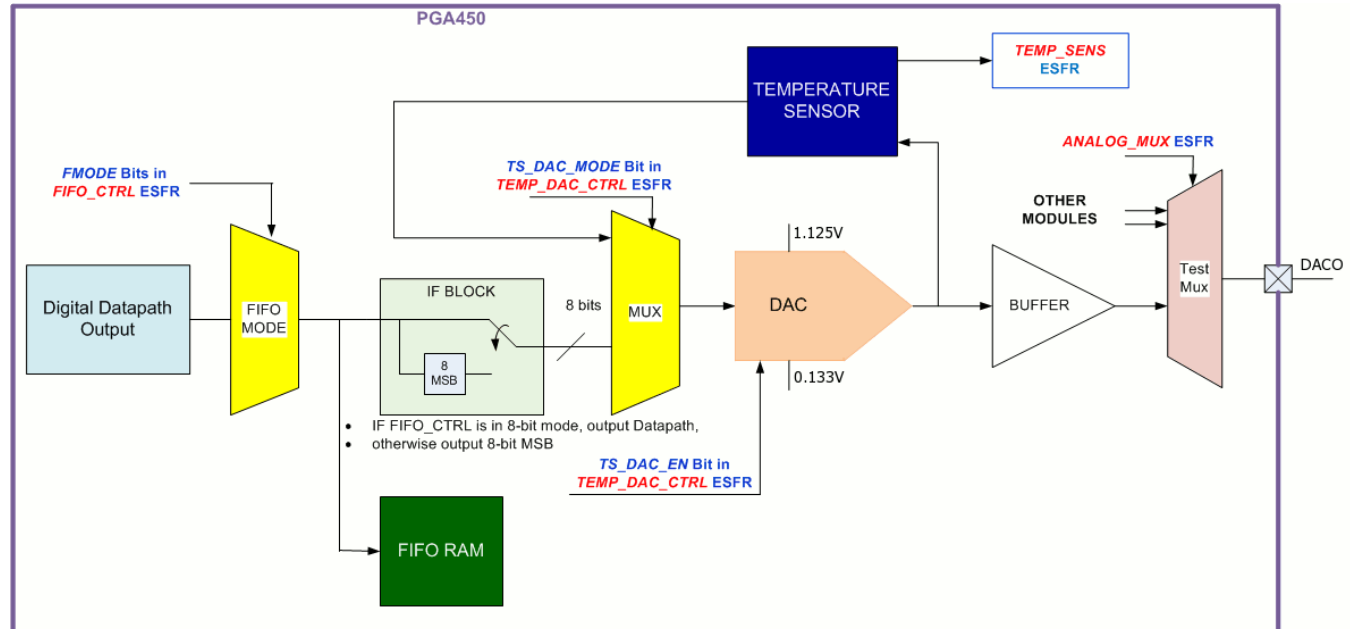 PGA450
TEMP_SENS
ESFR
TEMPERATURE
SENSOR
ANALOG_MUX ESFR
FMODE Bits in
FIFO_CTRL ESFR
TS_DAC_MODE Bit in
TEMP_DAC_CTRL ESFR
OTHER
MODULES
1.125V
Digital Datapath
Output
FIFO
MODE
IF BLOCK
8
MSB
8 bits
MUX
DAC
BUFFER
Test
Mux
DACO
0.133V
• IF FIFO_CTRL is in 8-bit mode, output Datapath,
• otherwise output 8-bit MSB
TS_DAC_EN Bit in
TEMP_DAC_CTRL ESFR
FIFO RAM